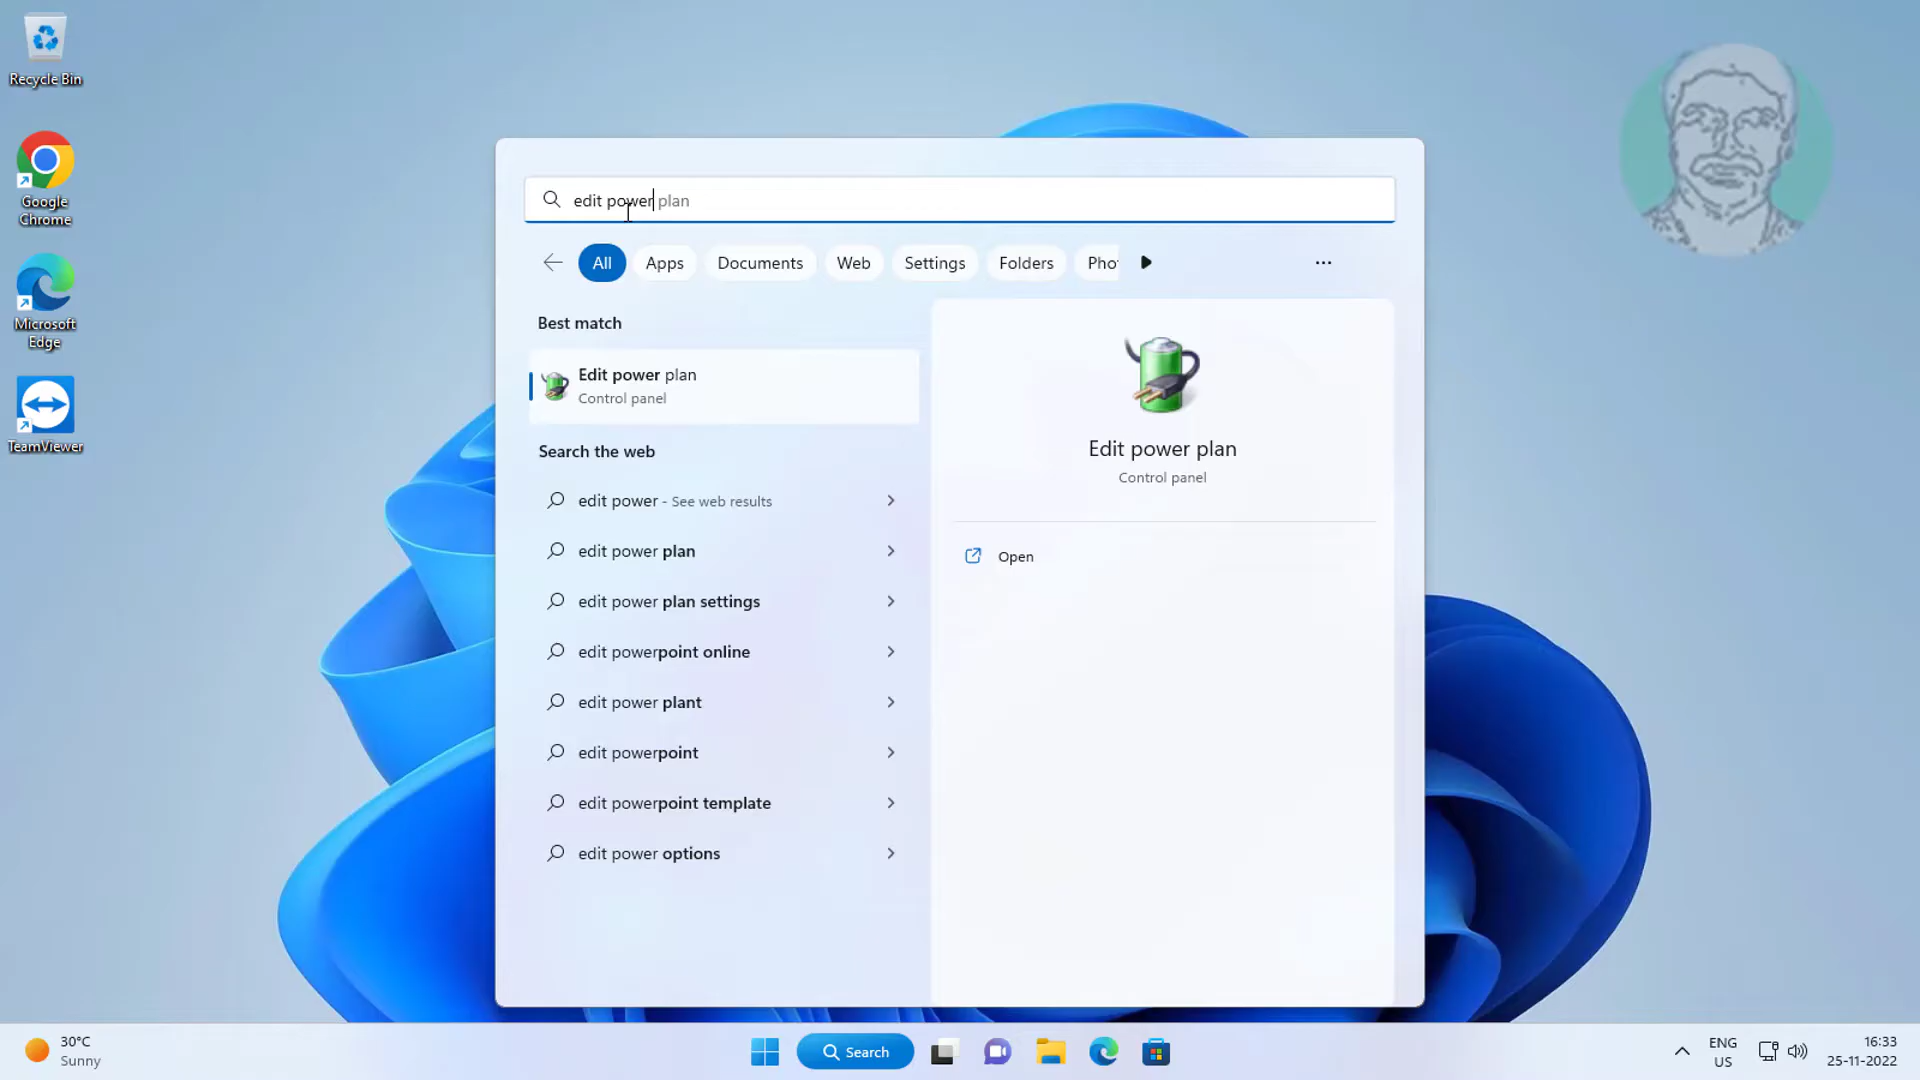 Recycle Bin
Google
Chrome
Microsoft
Edge
TeamViewer
edit power plan
All Apps Documents Web Settings Folders Pho
Best match
Edit power plan
Control panel
Search the web
edit power - See web results
edit power plan
edit power plan settings
edit powerpoint online
edit power plant
edit powerpoint
edit powerpoint template
edit power options
Edit power plan
Control panel
Open
30°C
Sunny
Search
ENG
US
16:33
25-11-2022